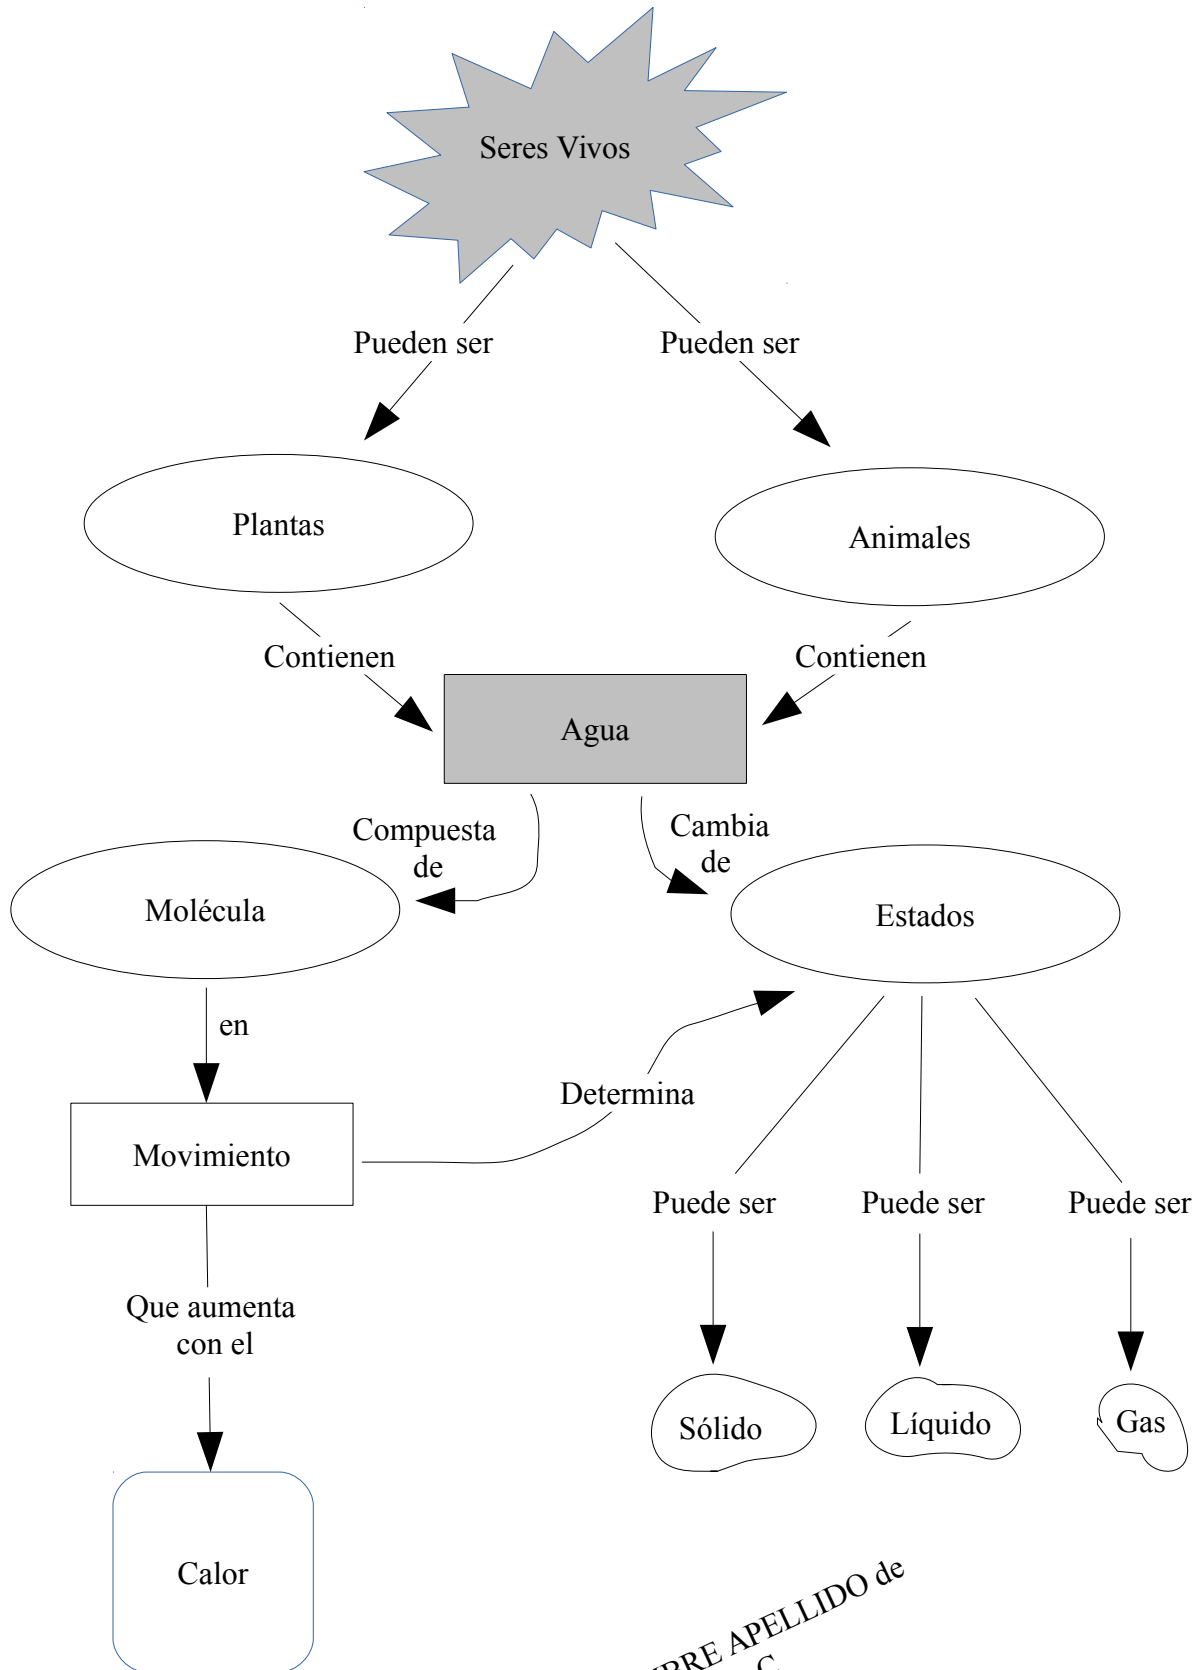 Seres Vivos
Pueden ser
Pueden ser
Plantas
Animales
Contienen
Contienen
Agua
Compuesta
de
Cambia
de
Molécula
Estados
en
Determina
Movimiento
Puede ser
Puede ser
Puede ser
Que aumenta
con el
Sólido
Líquido
Gas
Calor
APELLIDO de